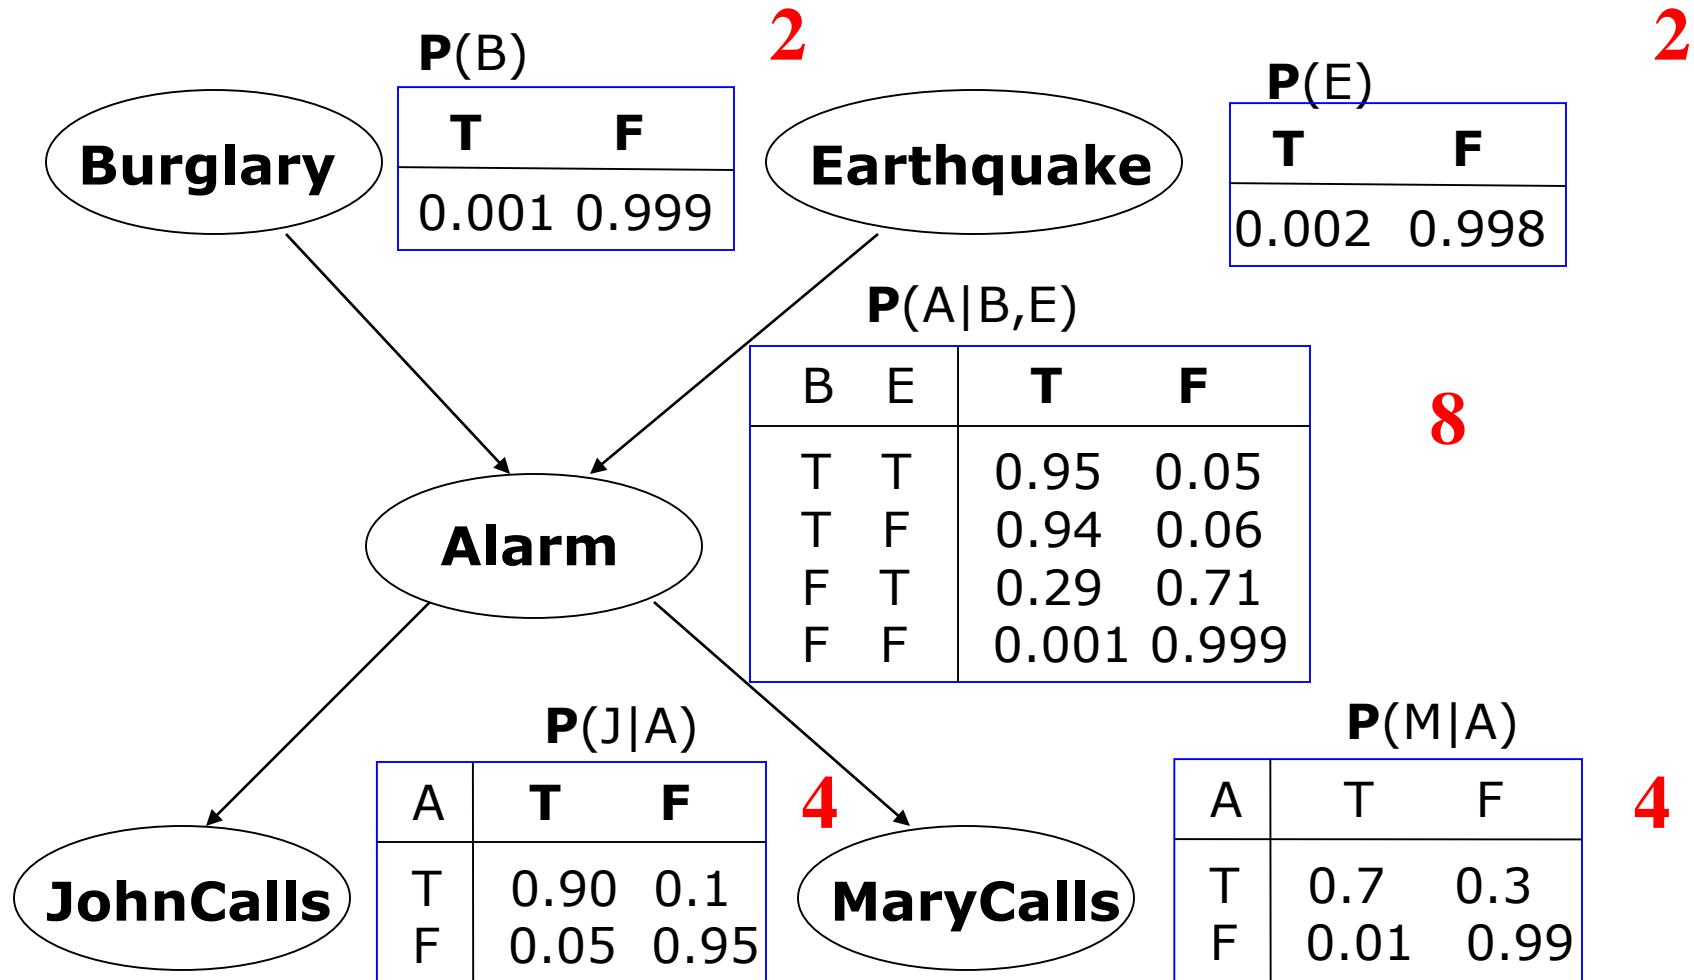 P(B)
2
2
P(E)
Burglary
T F
0.001 0.999
Earthquake
T F
0.002 0.998
P(A|B,E)
B E T F
T T 0.95 0.05
T F 0.94 0.06
F T 0.29 0.71
F F 0.001 0.999
8
Alarm
P(J|A)
A T F
T 0.90 0.1
F 0.05 0.95
4
P(M|A)
A T F
T 0.7 0.3
F 0.01 0.99
4
JohnCalls
MaryCalls